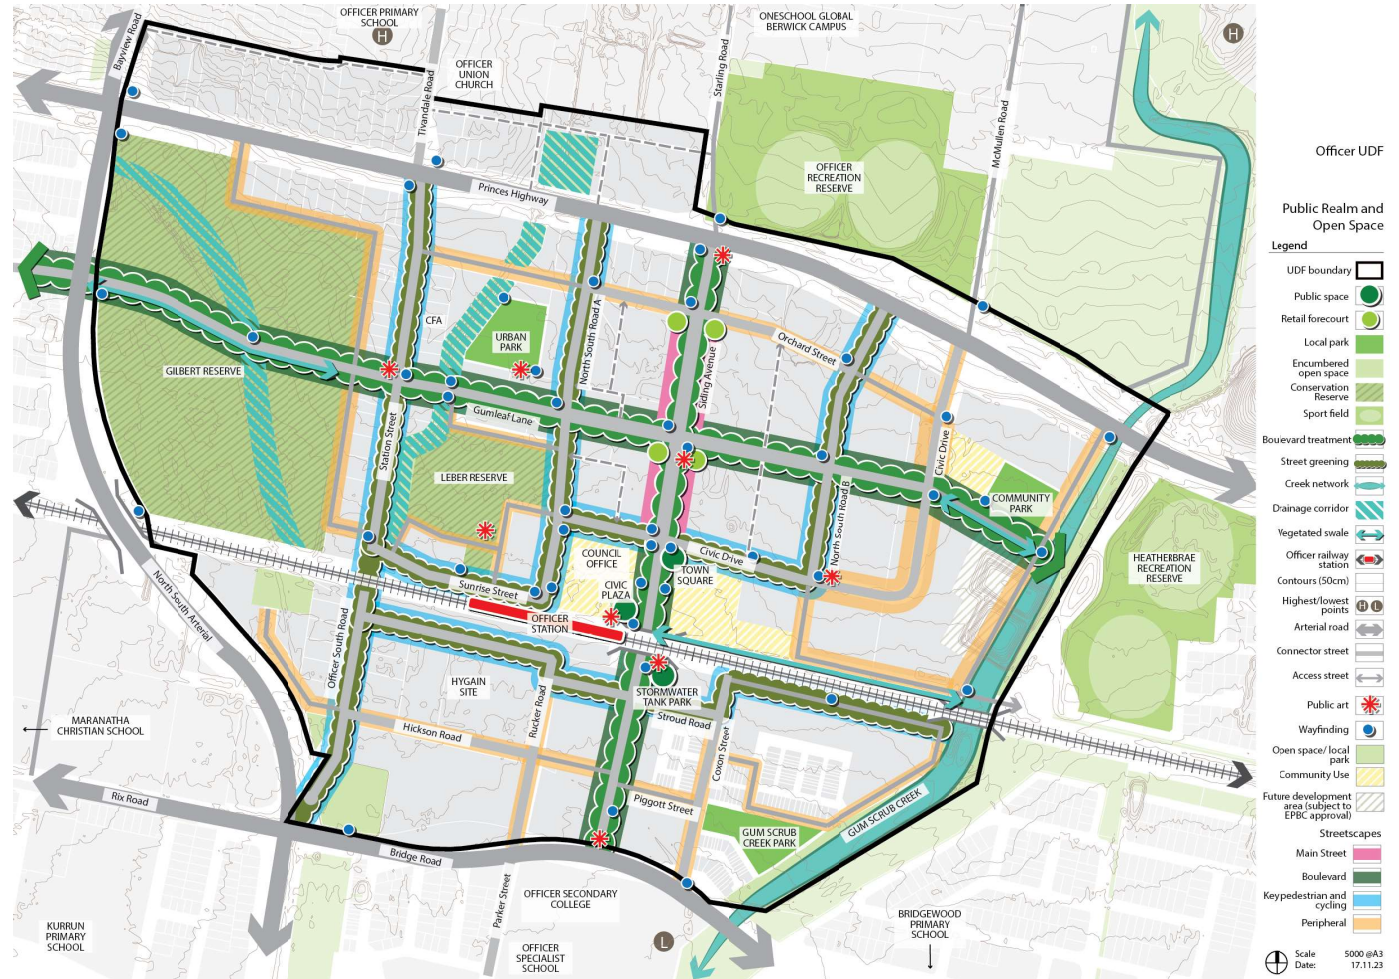 OFFICER PRIMARY
SCHOOL
H
ONESCHOOL GLOBAL
BERWICK CAMPUS
H
Bayview Road
Tivandale Road
OFFICER
UNION
CHURCH
Starling Road
McMullen Road
OFFICER
RECREATION
RESERVE
Princes Highway
CFA
URBAN
PARK
North South Road A
Siding Avenue
Orchard Street
GILBERT RESERVE
Gumleaf Lane
Station Street
Civic Drive
LEBER RESERVE
COMMUNITY
PARK
North South Road B
HEATHERBRAE
RECREATION
RESERVE
COUNCIL
OFFICE
Civic Drive
TOWN
SQUARE
CIVIC
PLAZA
Sunrise Street
OFFICER
STATION
North South Arterial
Officer South Road
HYGAIN
SITE
Rucker Road
STORMWATER
TANK PARK
Stroud Road
MARANATHA
CHRISTIAN SCHOOL
Hickson Road
Coxon Street
Rix Road
Piggott Street
GUM SCRUB CREEK
GUM SCRUB
CREEK PARK
Bridge Road
Parker Street
OFFICER SECONDARY
COLLEGE
BRIDGEWOOD
PRIMARY
SCHOOL
KURRUN
PRIMARY
SCHOOL
OFFICER
SPECIALIST
SCHOOL
L
Officer UDF
Public Realm and
Open Space
Legend
UDF boundary
Public space
Retail forecourt
Local park
Encumbered
open space
Conservation
Reserve
Sport field
Boulevard treatment
Street greening
Creek network
Drainage corridor
Vegetated swale
Officer railway
station
Contours (50cm)
Highest/lowest
points
H L
Arterial road
Connector street
Access street
Public art
Wayfinding
Open space/ local
park
Community Use
Future development
area (subject to
EPBC approval)
Streetscapes
Main Street
Boulevard
Key pedestrian and
cycling
Peripheral
Scale 5000 @A3
Date: 17.11.23